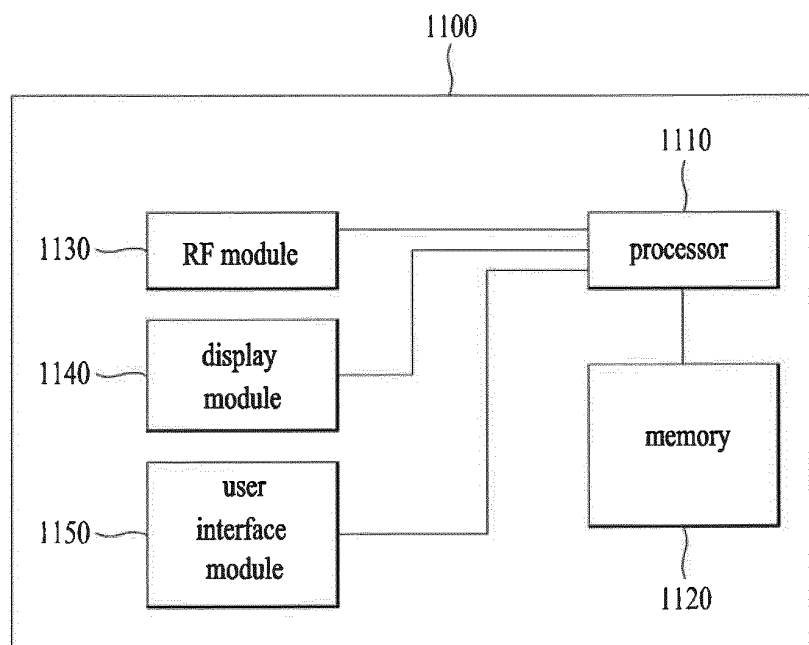 1100
1110
1130
RF module
processor
1140
display
module
memory
1150
user
interface
module
1120